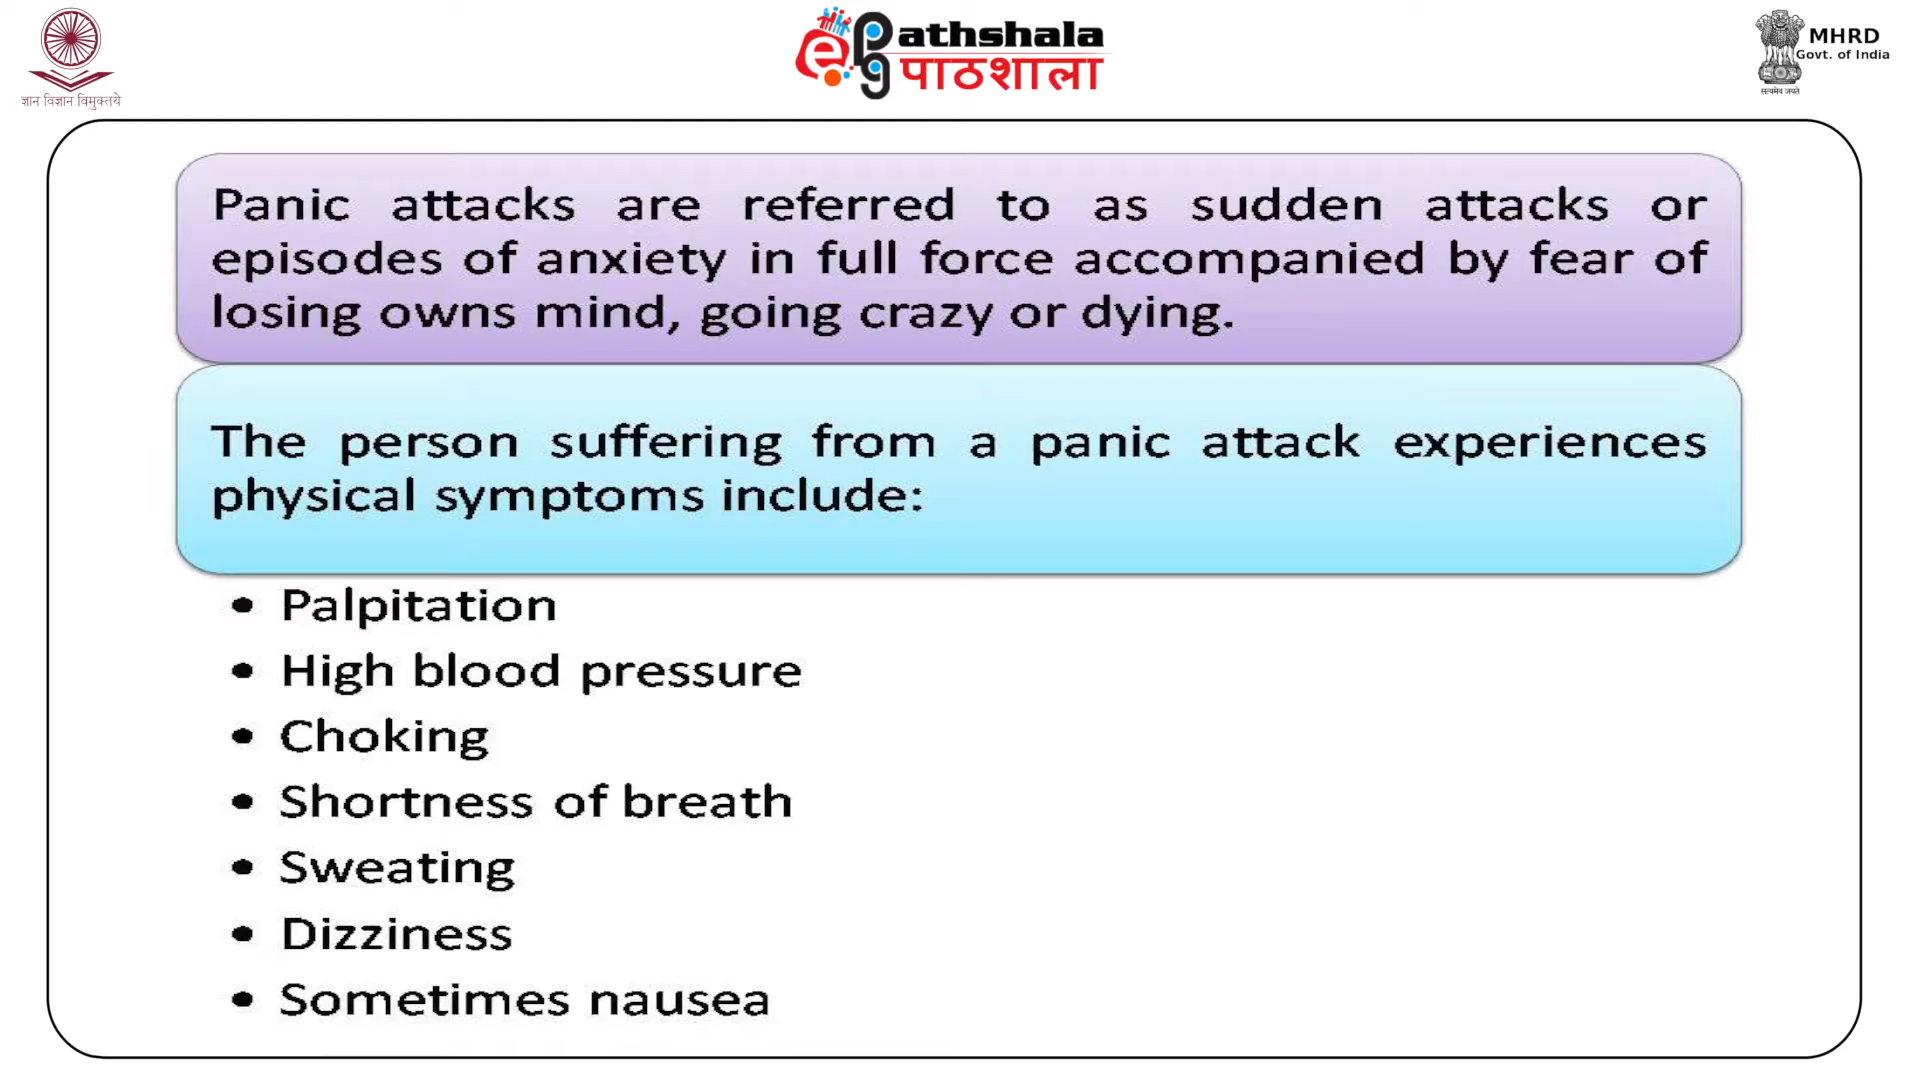 ज्ञान विज्ञान विमुक्तये
ePg Pathshala
पाठशाला
MHRD
Govt. of India
सत्यमेव जयते
Panic attacks are referred to as sudden attacks or
episodes of anxiety in full force accompanied by fear of
losing owns mind, going crazy or dying.
The person suffering from a panic attack experiences
physical symptoms include:
• Palpitation
• High blood pressure
• Choking
• Shortness of breath
• Sweating
• Dizziness
• Sometimes nausea